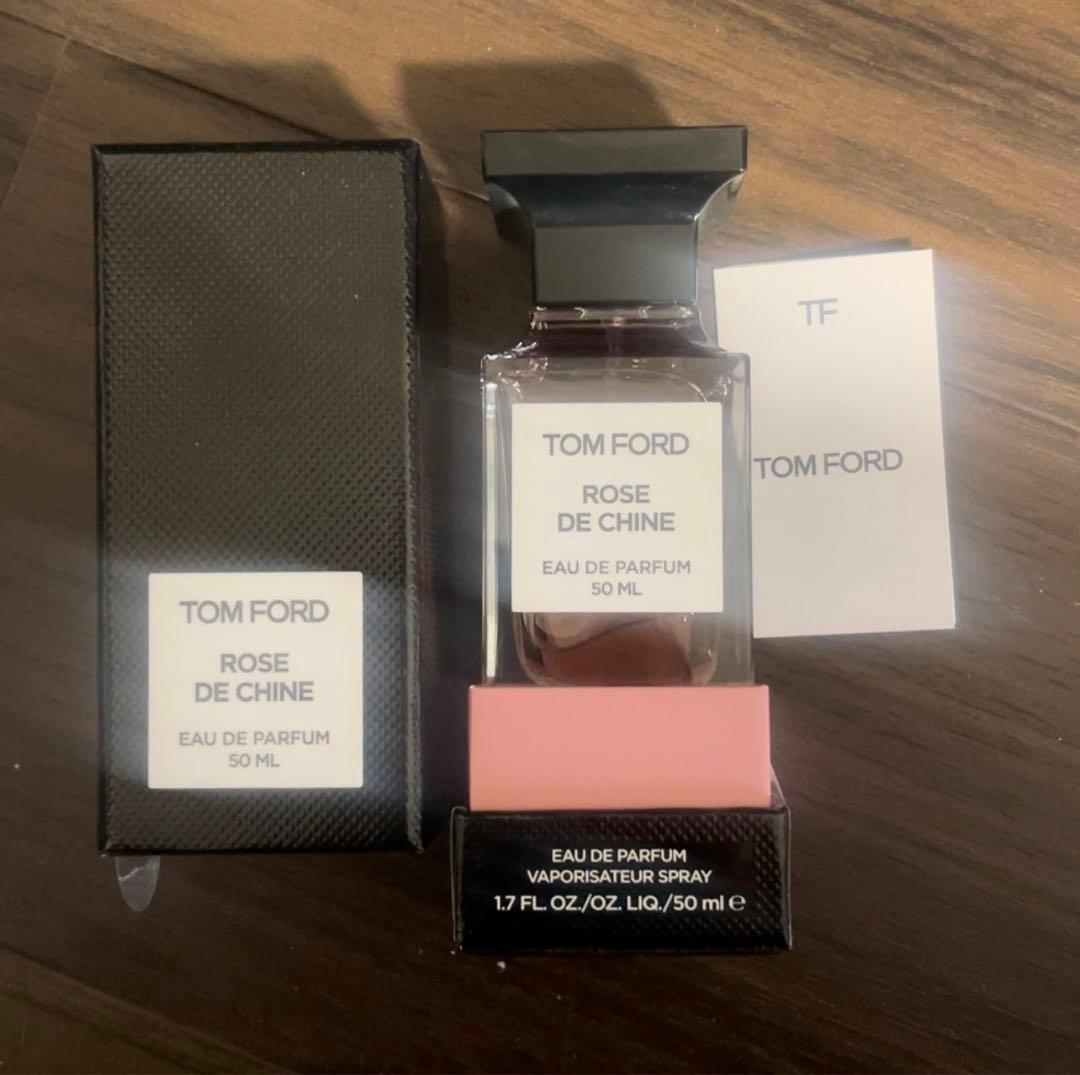 TOM FORD
ROSE
DE CHINE
EAU DE PARFUM
50 ML
TOM FORD
ROSE
DE CHINE
EAU DE PARFUM
50 ML
EAU DE PARFUM
VAPORISATEUR SPRAY
1.7 FL. OZ./OZ. LIQ./50 ml ℮
TF
TOM FORD